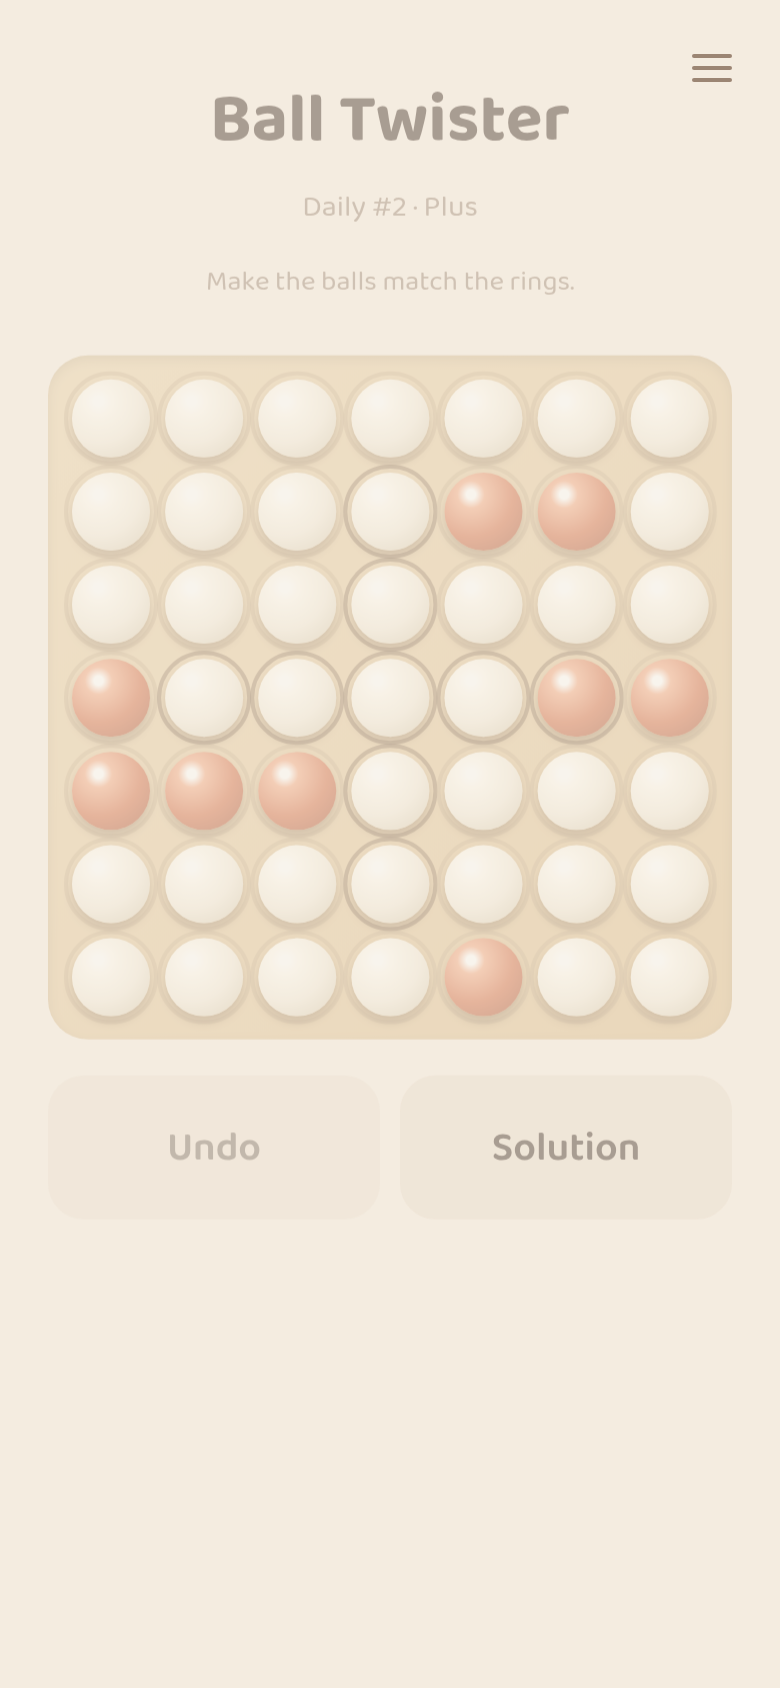 Ball Twister
Daily #2 · Plus
Make the balls match the rings.
Undo
Solution